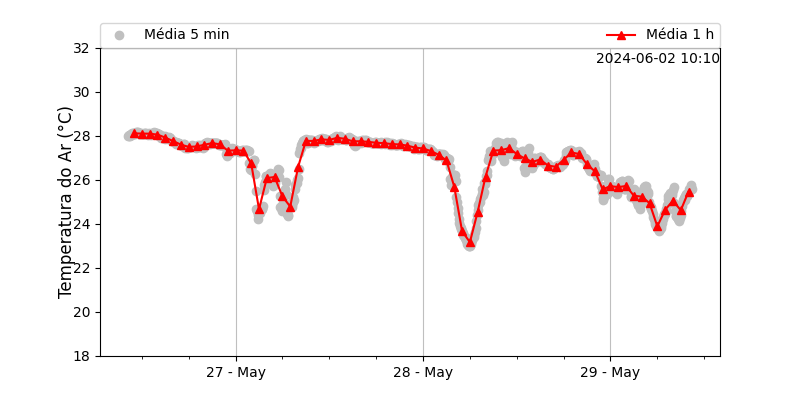 Média 5 min
Média 1 h
2024-06-02 10:10
Temperatura do Ar (°C)
32
30
28
26
24
22
20
18
27 - May
28 - May
29 - May